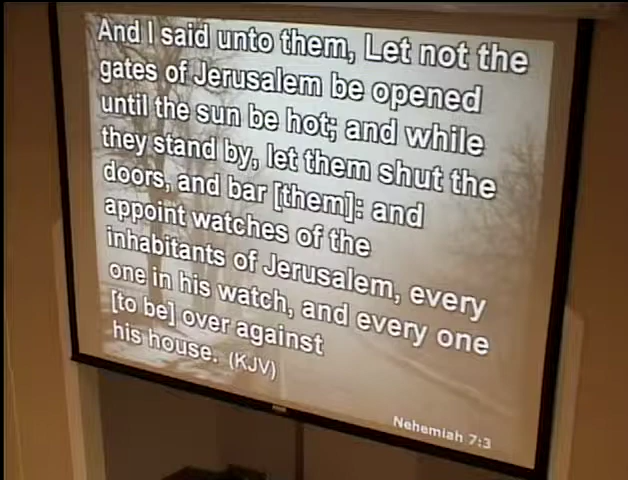 And I said unto them, Let not the
gates of Jerusalem be opened
until the sun be hot; and while
they stand by, let them shut the
doors, and bar [them]: and
appoint watches of the
inhabitants of Jerusalem, every
one in his watch, and every one
[to be] over against
his house. (KJV)
Nehemiah 7:3